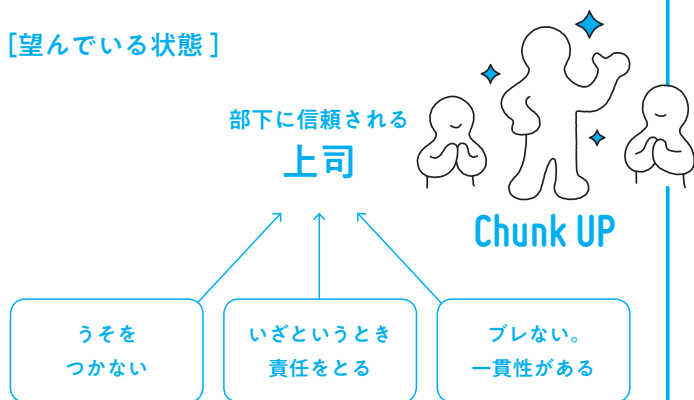 [望んでいる状態]
部下に信頼される
上司
Chunk UP
うそを
つかない
いざというとき
責任をとる
ブレない。
一貫性がある